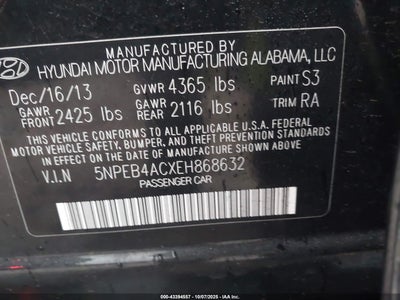 MANUFACTURED BY
HYUNDAI MOTOR MANUFACTURING ALABAMA, LLC
Dec/16/13 GVWR 4365 lbs PAINT S3
GAWR FRONT 2425 lbs GAWR REAR 2116 lbs TRIM RA
THIS VEHICLE CONFORMS TO ALL APPLICABLE U.S.A. FEDERAL
MOTOR VEHICLE SAFETY, BUMPER, AND THEFT PREVENTION STANDARDS
IN EFFECT ON THE DATE OF MANUFACTURE SHOWN ABOVE.
V.I.N 5NPEB4ACXEH868632
PASSENGER CAR
000-43394557 10/07/2025 - IAA Inc.